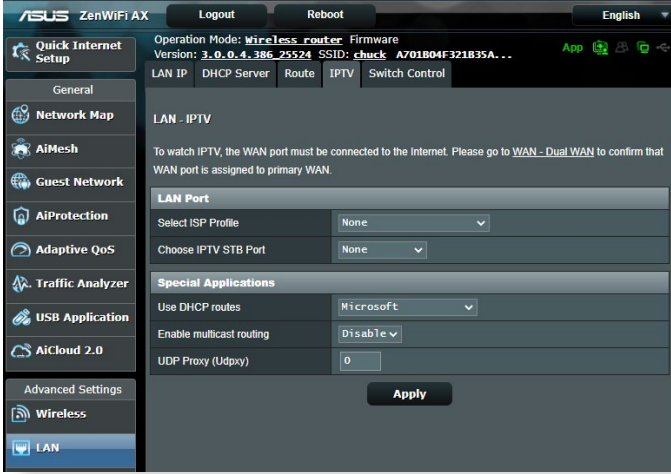 ASUS ZenWiFi AX Logout Reboot English
Quick Internet Setup
Operation Mode: Wireless router Firmware
Version: 3.0.0.4.386_25524 SSID: chuck A701B04F321B35A...
App
LAN IP DHCP Server Route IPTV Switch Control
General
Network Map
AiMesh
Guest Network
AiProtection
Adaptive QoS
Traffic Analyzer
USB Application
AiCloud 2.0
Advanced Settings
Wireless
LAN
LAN - IPTV
To watch IPTV, the WAN port must be connected to the Internet. Please go to WAN - Dual WAN to confirm that
WAN port is assigned to primary WAN.
LAN Port
Select ISP Profile None
Choose IPTV STB Port None
Special Applications
Use DHCP routes Microsoft
Enable multicast routing Disable
UDP Proxy (Udpxy) 0
Apply